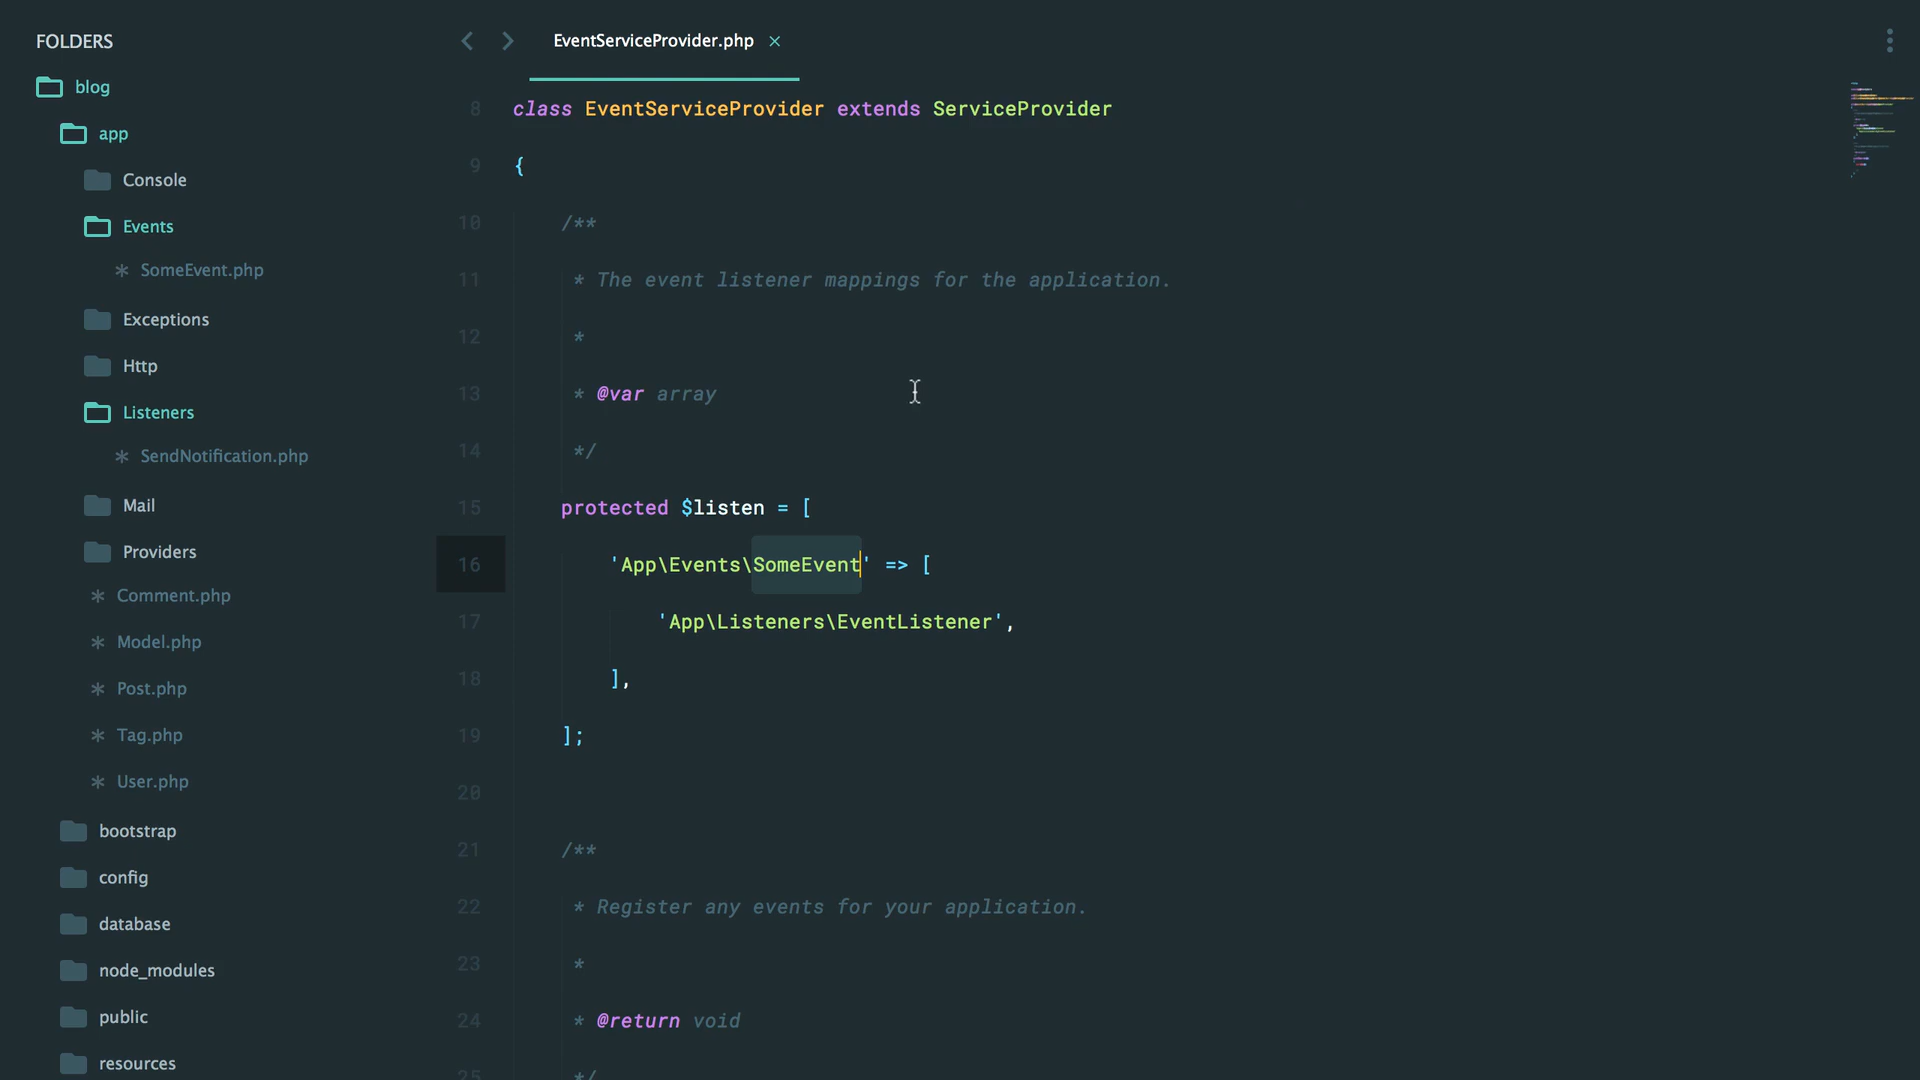 FOLDERS
blog
app
Console
Events
SomeEvent.php
Exceptions
Http
Listeners
SendNotification.php
Mail
Providers
Comment.php
Model.php
Post.php
Tag.php
User.php
bootstrap
config
database
node_modules
public
resources
EventServiceProvider.php ×
8 class EventServiceProvider extends ServiceProvider
9 {
10 /**
11 * The event listener mappings for the application.
12 *
13 * @var array
14 */
15 protected $listen = [
16 'App\Events\SomeEvent' => [
17 'App\Listeners\EventListener',
18 ],
19 ];
20
21 /**
22 * Register any events for your application.
23 *
24 * @return void
25 */